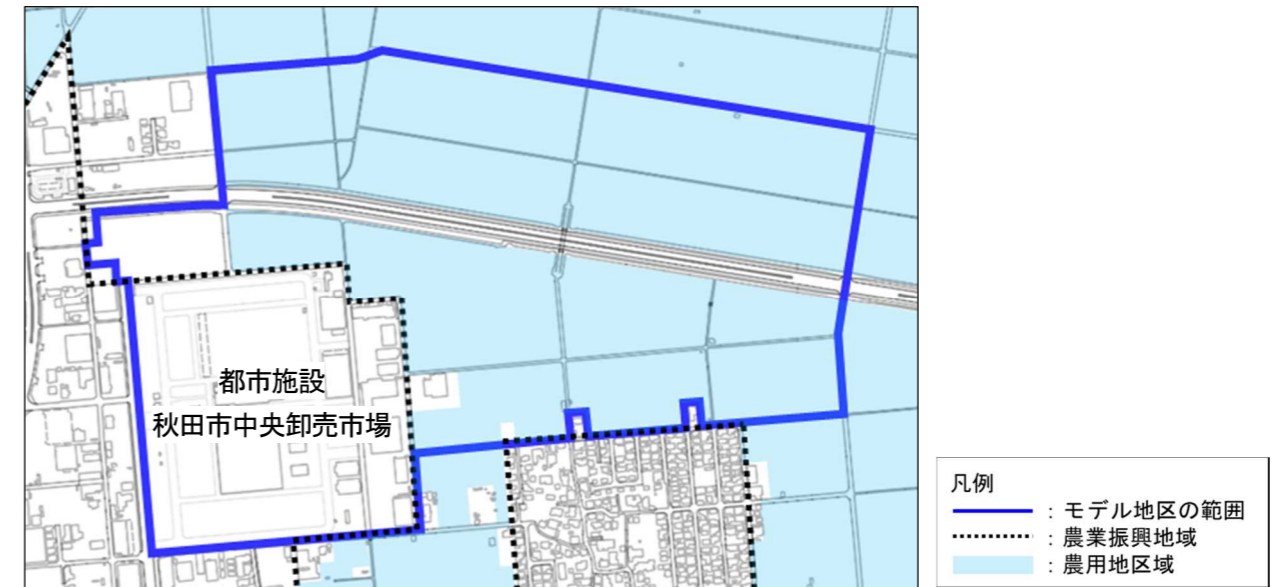 都市施設
秋田市中央卸売市場
凡例
：モデル地区の範囲
：農業振興地域
：農用地区域